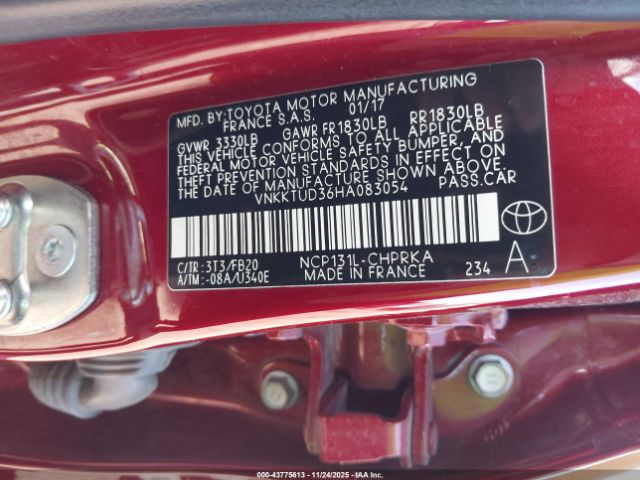 MFD. BY: TOYOTA MOTOR MANUFACTURING
FRANCE S.A.S. 01/17
GVWR 3330LB GAWR FR1830LB RR1830LB
THIS VEHICLE CONFORMS TO ALL APPLICABLE
FEDERAL MOTOR VEHICLE SAFETY, BUMPER, AND
THEFT PREVENTION STANDARDS IN EFFECT ON
THE DATE OF MANUFACTURE SHOWN ABOVE.
VNKKTUD36HA083054 PASS.CAR
C/TR: 3T3/FB20 NCP131L-CHPRKA
A/TM: -08A/U340E MADE IN FRANCE 234 A
000-43775613 - 11/24/2025 - IAAI.COM